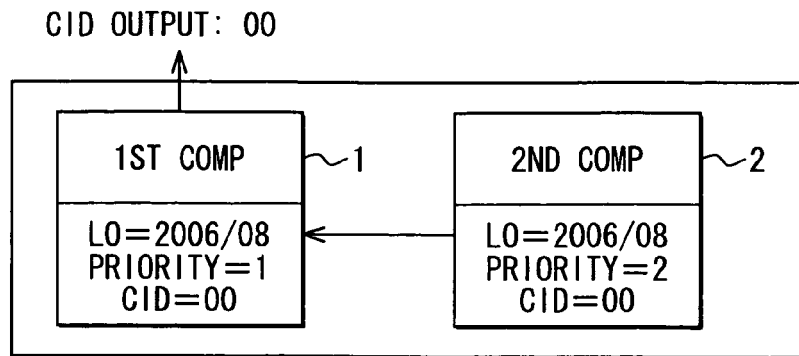 CID OUTPUT: 00
1ST COMP
1
LO=2006/08
PRIORITY=1
CID=00
2ND COMP
2
LO=2006/08
PRIORITY=2
CID=00